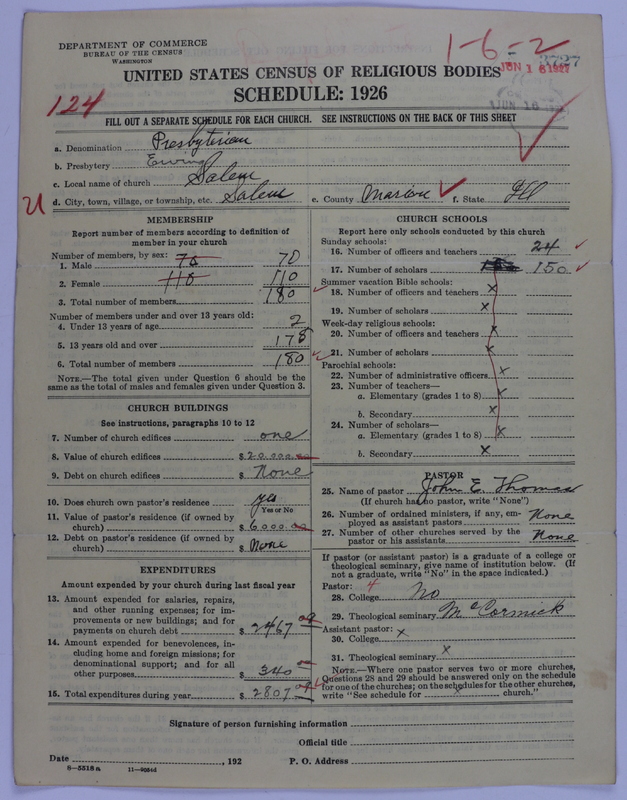 DEPARTMENT OF COMMERCE
BUREAU OF THE CENSUS
WASHINGTON
1-6-2
3727
JUN 16 1927
JUN 16
UNITED STATES CENSUS OF RELIGIOUS BODIES
SCHEDULE: 1926
124
FILL OUT A SEPARATE SCHEDULE FOR EACH CHURCH. SEE INSTRUCTIONS ON THE BACK OF THIS SHEET
a. Denomination Presbyterian
b. Presbytery Ewing
c. Local name of church Salem
U d. City, town, village, or township, etc. Salem e. County Marion f. State Ill
MEMBERSHIP
Report number of members according to definition of
member in your church
Number of members, by sex:
1. Male 70
2. Female 110
3. Total number of members 180
Number of members under and over 13 years old:
4. Under 13 years of age 2
5. 13 years old and over 178
6. Total number of members 180
NOTE.—The total given under Question 6 should be the
same as the total of males and females given under Question 3.
CHURCH BUILDINGS
See instructions, paragraphs 10 to 12
7. Number of church edifices one
8. Value of church edifices $ 20,000.00
9. Debt on church edifices $ None
10. Does church own pastor's residence yes
Yes or No
11. Value of pastor's residence (if owned by
church) $ 6,000.00
12. Debt on pastor's residence (if owned by
church) $ None
EXPENDITURES
Amount expended by your church during last fiscal year
13. Amount expended for salaries, repairs,
and other running expenses; for im-
provements or new buildings; and for
payments on church debt $ 2467
14. Amount expended for benevolences, in-
cluding home and foreign missions; for
denominational support; and for all
other purposes $ 340
15. Total expenditures during year $ 2807
CHURCH SCHOOLS
Report here only schools conducted by this church
Sunday schools:
16. Number of officers and teachers 24
17. Number of scholars 150
Summer vacation Bible schools:
18. Number of officers and teachers x
19. Number of scholars x
Week-day religious schools:
20. Number of officers and teachers x
21. Number of scholars x
Parochial schools:
22. Number of administrative officers x
23. Number of teachers—
a. Elementary (grades 1 to 8) x
b. Secondary x
24. Number of scholars—
a. Elementary (grades 1 to 8) x
b. Secondary x
PASTOR
25. Name of pastor John E. Thomas
(If church has no pastor, write "None")
26. Number of ordained ministers, if any, em-
ployed as assistant pastors None
27. Number of other churches served by the
pastor or his assistants None
If pastor (or assistant pastor) is a graduate of a college or
theological seminary, give name of institution below. (If
not a graduate, write "No" in the space indicated.)
Pastor: 4
28. College No
29. Theological seminary McCormick
Assistant pastor:
30. College x
31. Theological seminary x
NOTE.—Where one pastor serves two or more churches,
Questions 28 and 29 should be answered only on the schedule
for one of the churches; on the schedules for the other churches,
write "See schedule for x church."
Signature of person furnishing information
Official title
Date , 192 P. O. Address
8-5518a 11-9094d